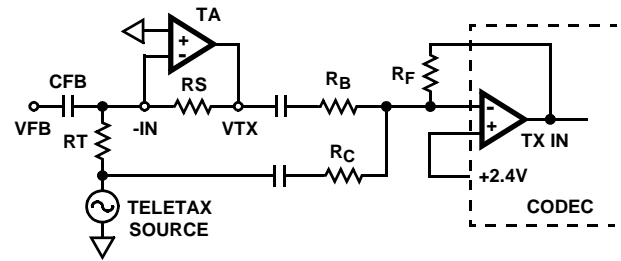 TA
+
-
CFB
RS
RB
RF
VFB
-IN
VTX
-
+
TX IN
RT
RC
+2.4V
TELETAX
SOURCE
CODEC